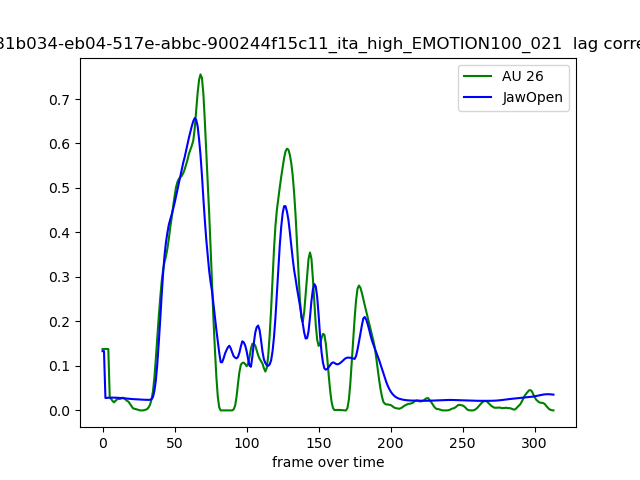 31b034-eb04-517e-abbc-900244f15c11_ita_high_EMOTION100_021 lag corre
AU 26
JawOpen
0.7
0.6
0.5
0.4
0.3
0.2
0.1
0.0
0 50 100 150 200 250 300
frame over time